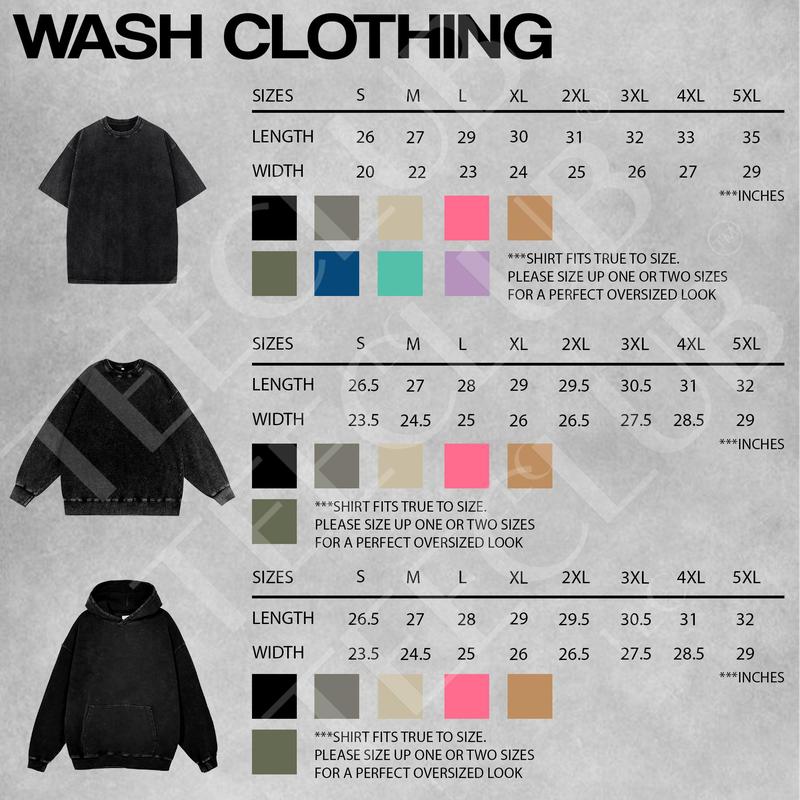 WASH CLOTHING
SIZES S M L XL 2XL 3XL 4XL 5XL
LENGTH 26 27 29 30 31 32 33 35
WIDTH 20 22 23 24 25 26 27 29
***INCHES
***SHIRT FITS TRUE TO SIZE.
PLEASE SIZE UP ONE OR TWO SIZES
FOR A PERFECT OVERSIZED LOOK
SIZES S M L XL 2XL 3XL 4XL 5XL
LENGTH 26.5 27 28 29 29.5 30.5 31 32
WIDTH 23.5 24.5 25 26 26.5 27.5 28.5 29
***INCHES
***SHIRT FITS TRUE TO SIZE.
PLEASE SIZE UP ONE OR TWO SIZES
FOR A PERFECT OVERSIZED LOOK
SIZES S M L XL 2XL 3XL 4XL 5XL
LENGTH 26.5 27 28 29 29.5 30.5 31 32
WIDTH 23.5 24.5 25 26 26.5 27.5 28.5 29
***INCHES
***SHIRT FITS TRUE TO SIZE.
PLEASE SIZE UP ONE OR TWO SIZES
FOR A PERFECT OVERSIZED LOOK
TEECLUB
TEECLUB
TEECLUB